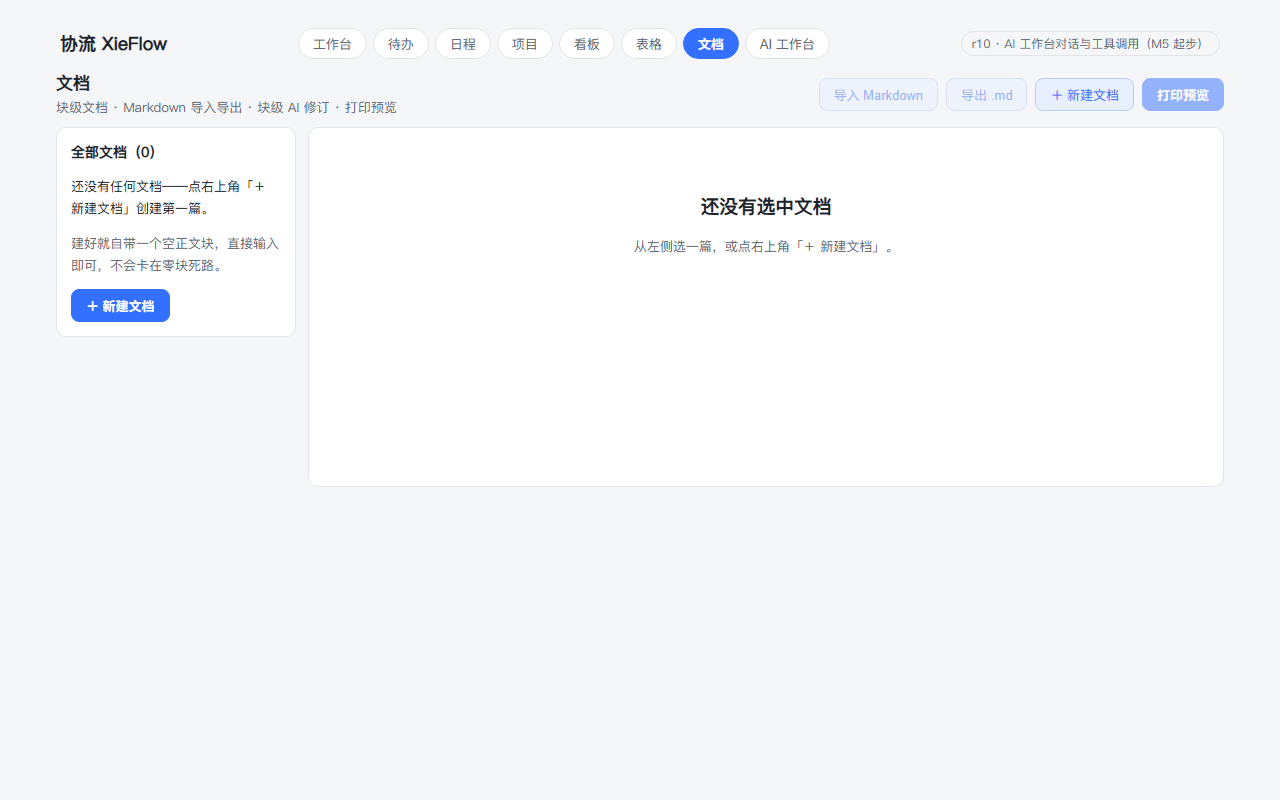 协流 XieFlow
工作台
待办
日程
项目
看板
表格
文档
AI 工作台
r10 · AI 工作台对话与工具调用（M5 起步）
文档
块级文档 · Markdown 导入导出 · 块级 AI 修订 · 打印预览
导入 Markdown
导出 .md
＋ 新建文档
打印预览
全部文档（0）
还没有任何文档——点右上角「＋
新建文档」创建第一篇。
建好就自带一个空正文块，直接输入
即可，不会卡在零块死路。
＋ 新建文档
还没有选中文档
从左侧选一篇，或点右上角「＋ 新建文档」。